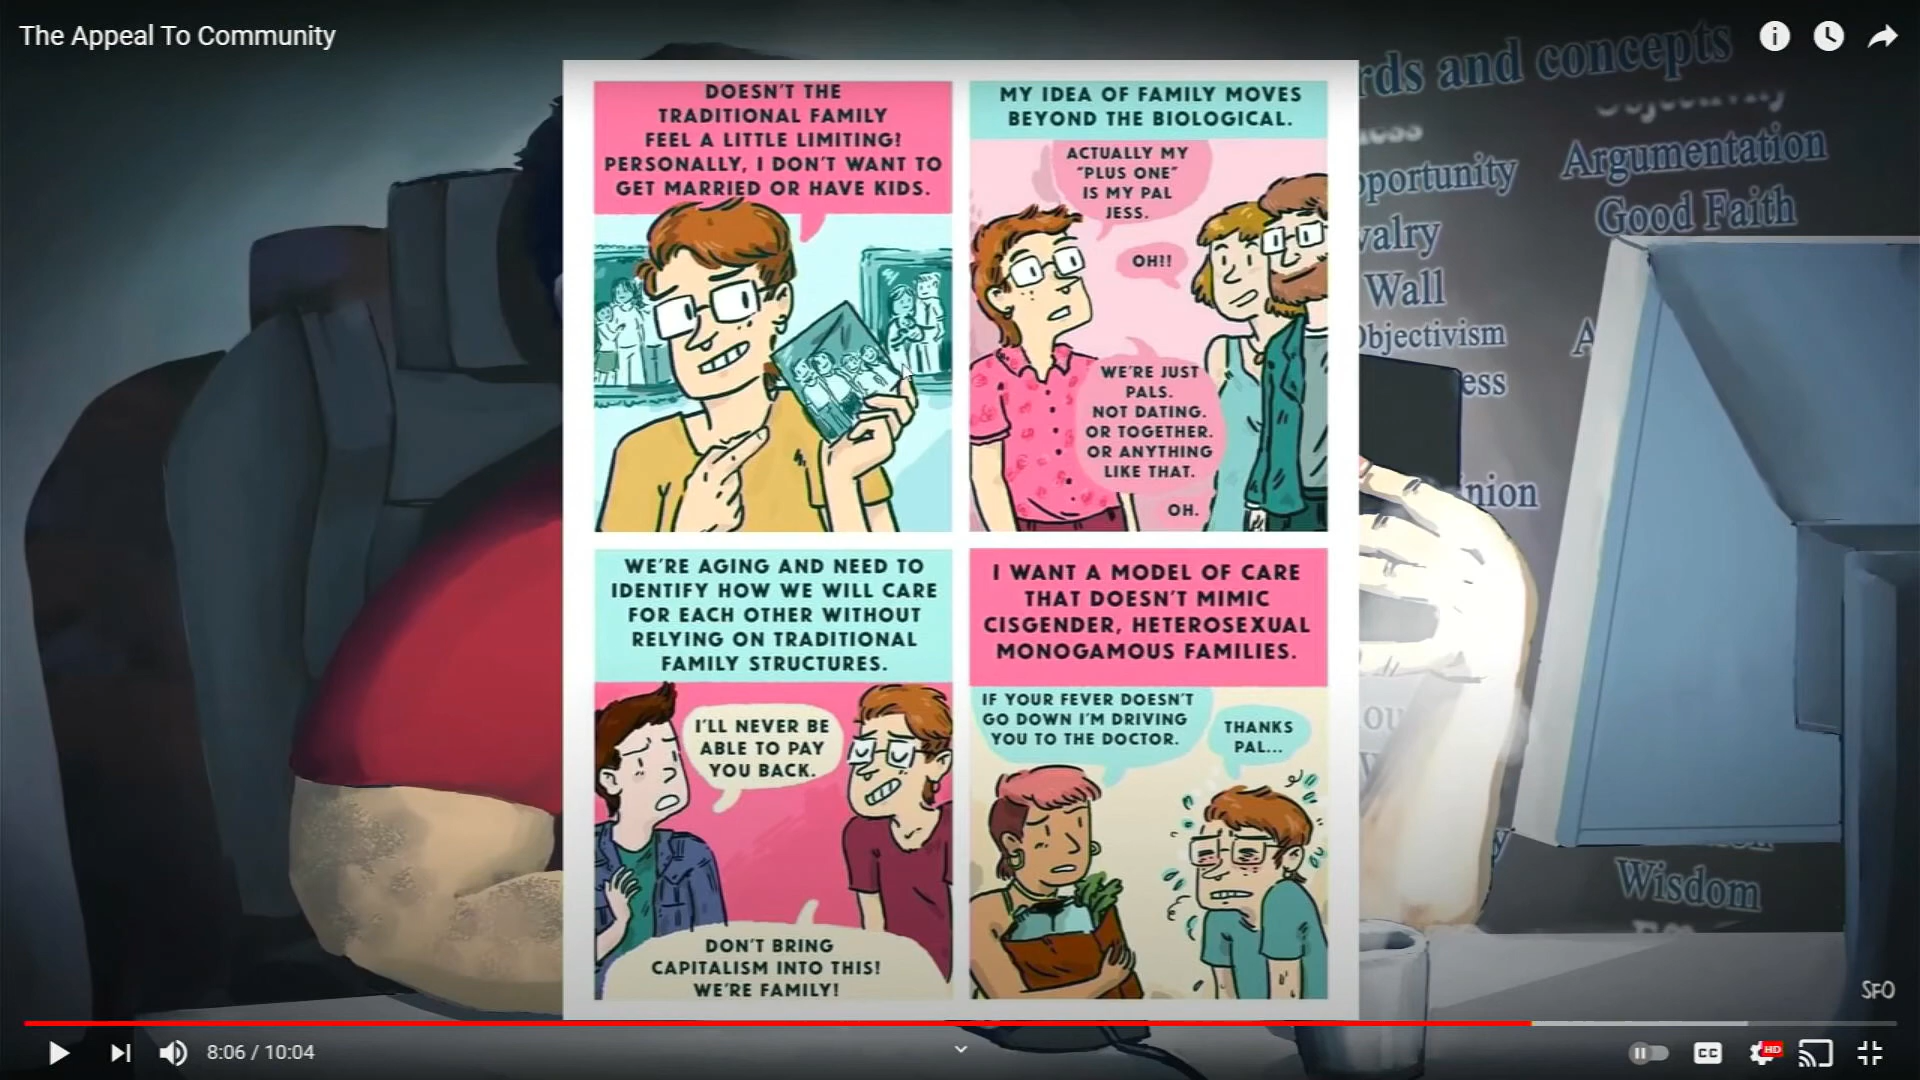 The Appeal To Community
DOESN'T THE
TRADITIONAL FAMILY
FEEL A LITTLE LIMITING?
PERSONALLY, I DON'T WANT TO
GET MARRIED OR HAVE KIDS.
MY IDEA OF FAMILY MOVES
BEYOND THE BIOLOGICAL.
ACTUALLY MY
"PLUS ONE"
IS MY PAL
JESS.
OH!!
WE'RE JUST
PALS.
NOT DATING.
OR TOGETHER.
OR ANYTHING
LIKE THAT.
OH.
WE'RE AGING AND NEED TO
IDENTIFY HOW WE WILL CARE
FOR EACH OTHER WITHOUT
RELYING ON TRADITIONAL
FAMILY STRUCTURES.
I'LL NEVER BE
ABLE TO PAY
YOU BACK.
DON'T BRING
CAPITALISM INTO THIS!
WE'RE FAMILY!
I WANT A MODEL OF CARE
THAT DOESN'T MIMIC
CISGENDER, HETEROSEXUAL
MONOGAMOUS FAMILIES.
IF YOUR FEVER DOESN'T
GO DOWN I'M DRIVING
YOU TO THE DOCTOR.
THANKS
PAL...
and concepts
Argumentation
Good Faith
Wall
Objectivism
Wisdom
SFO
8:06 / 10:04
CC
HD